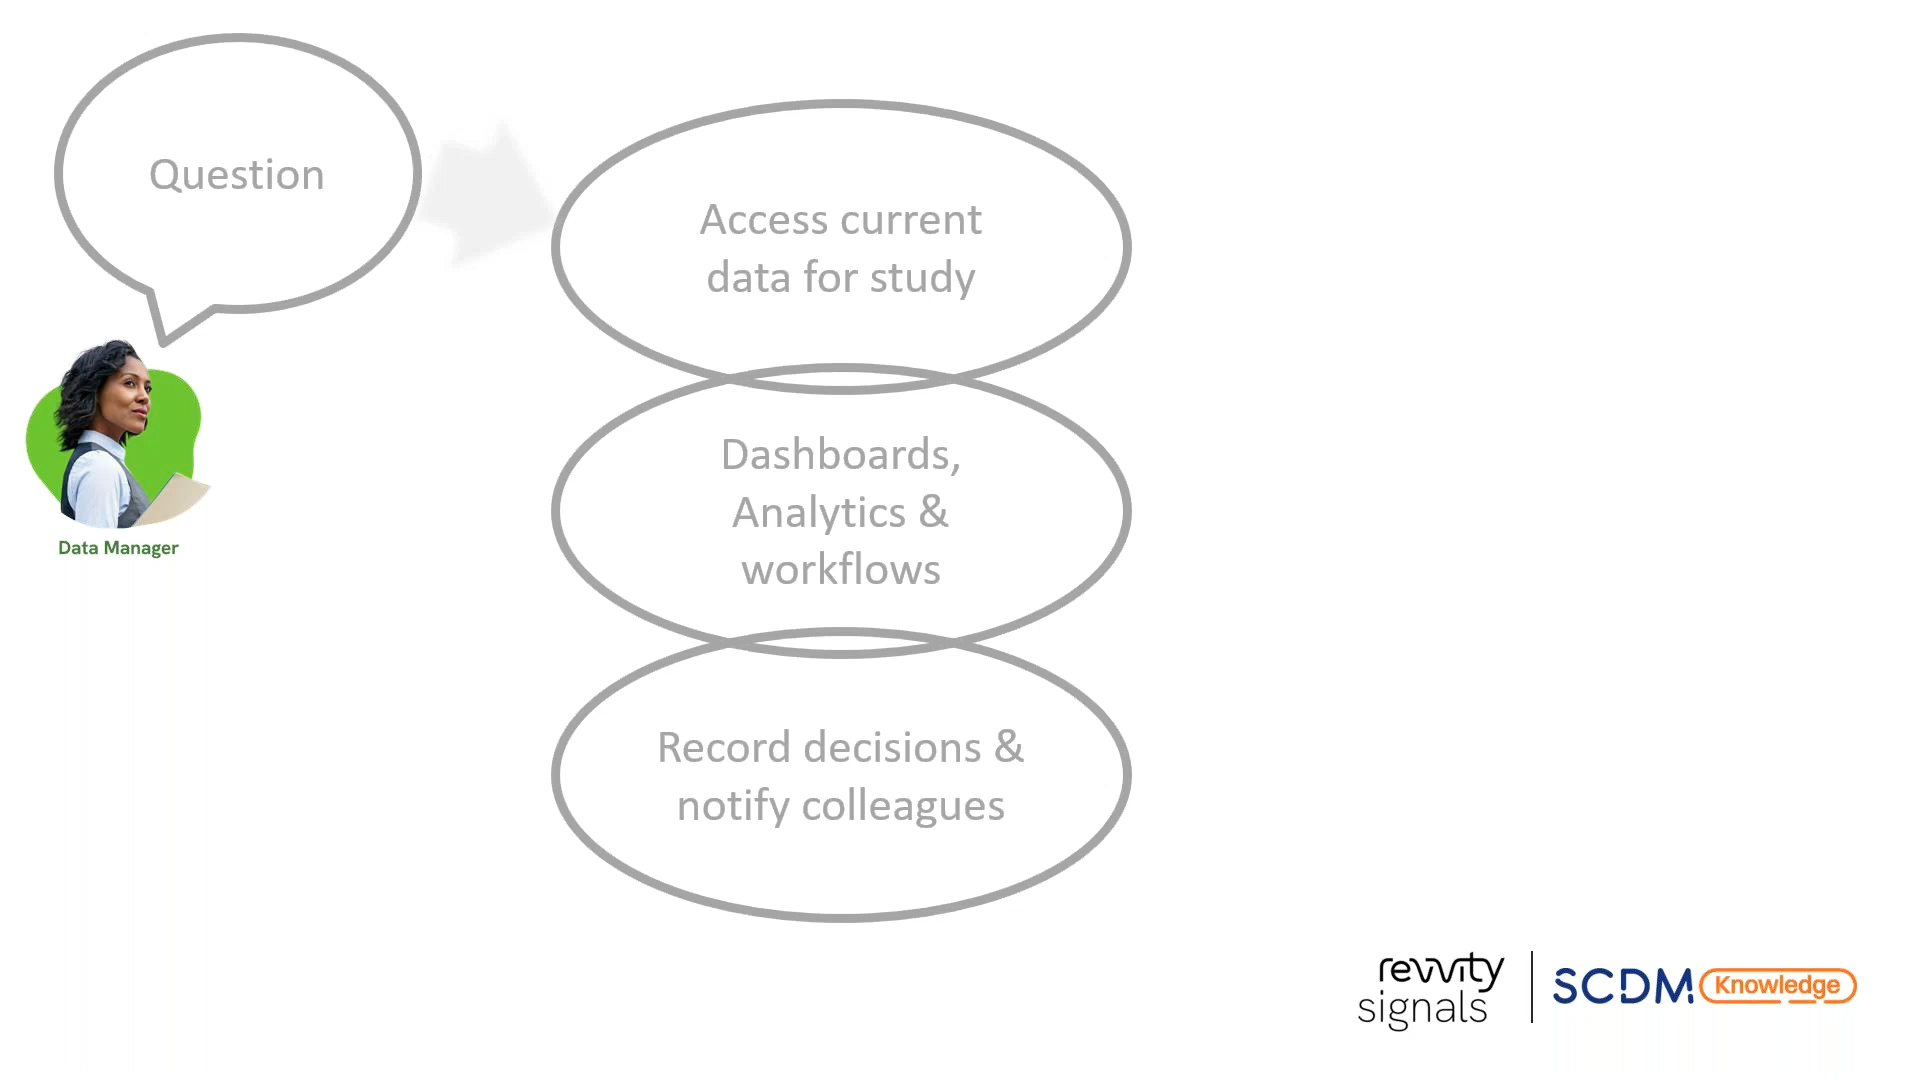 Question
Access current
data for study
Dashboards,
Analytics &
workflows
Record decisions &
notify colleagues
Data Manager
revvity
signals
SCDM Knowledge